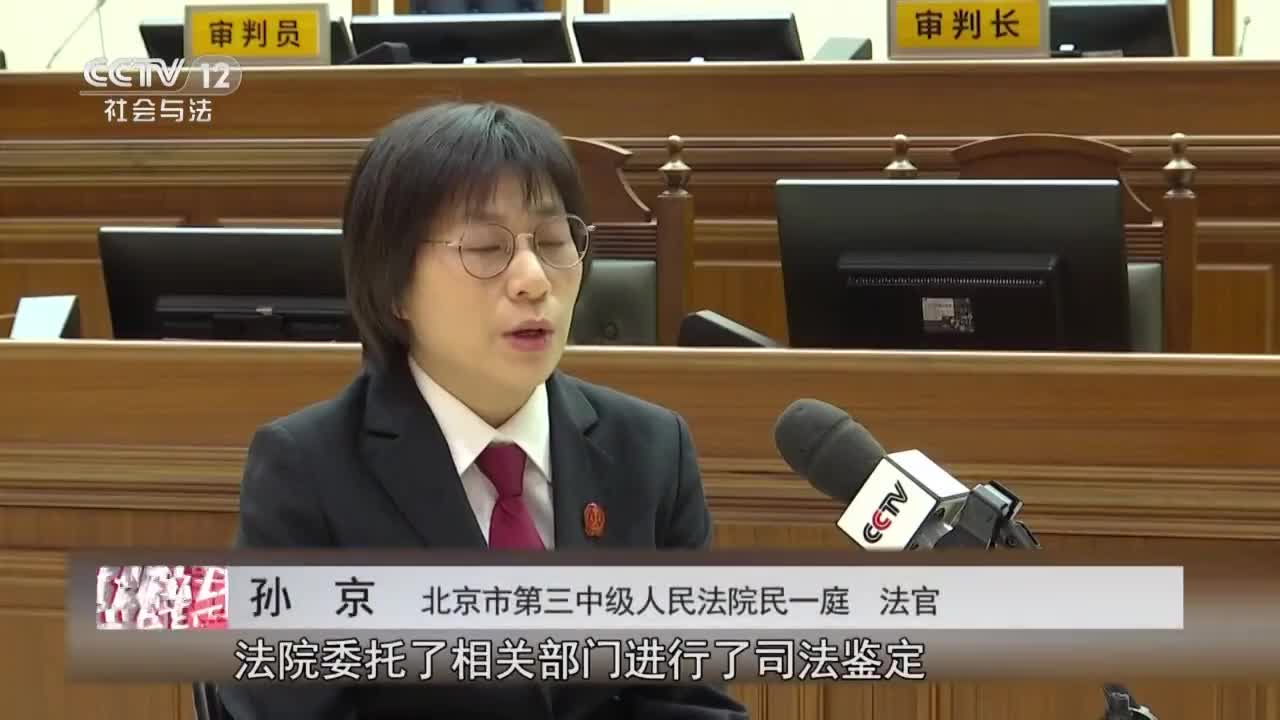 审判员
审判长
CCTV 12
社会与法
CCTV
孙 京 北京市第三中级人民法院民一庭 法官
法院委托了相关部门进行了司法鉴定